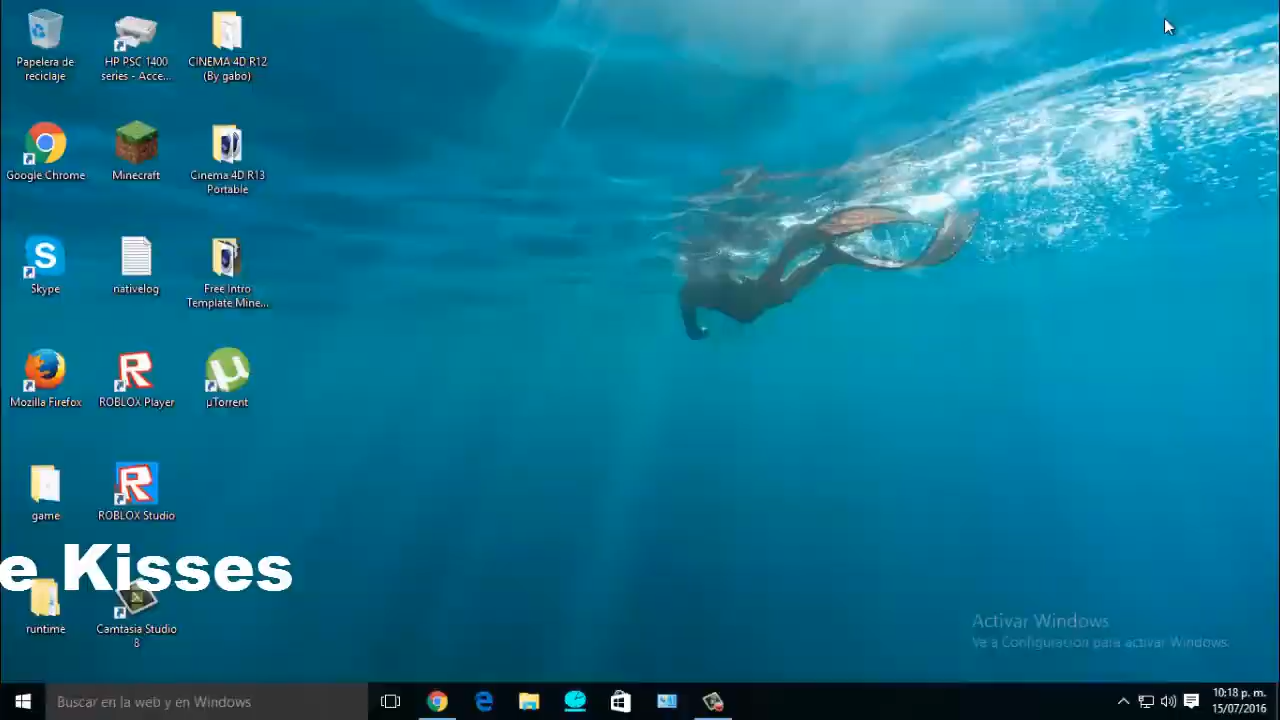 Papelera de
reciclaje
HP PSC 1400
series - Acce...
CINEMA 4D R12
(By gabo)
Google Chrome
Minecraft
Cinema 4D R13
Portable
Skype
nativelog
Free Intro
Template Mine...
Mozilla Firefox
ROBLOX Player
µTorrent
game
ROBLOX Studio
e Kisses
runtime
Camtasia Studio
8
Activar Windows
Ve a Configuración para activar Windows.
Buscar en la web y en Windows
10:18 p. m.
15/07/2016